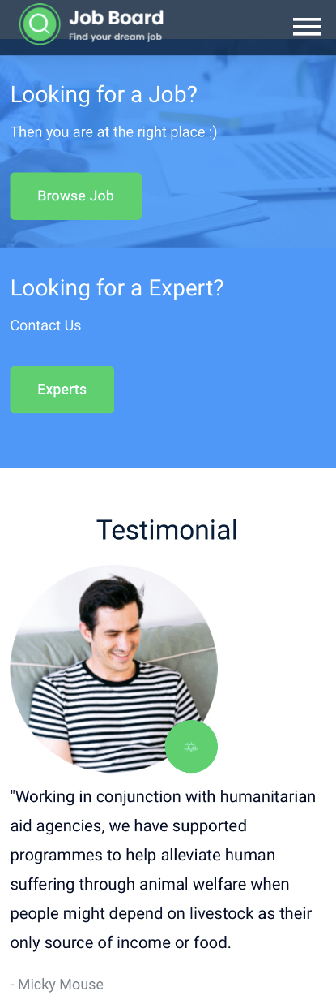 Job Board
Find your dream job
Looking for a Job?
Then you are at the right place :)
Browse Job
Looking for a Expert?
Contact Us
Experts
Testimonial
"Working in conjunction with humanitarian
aid agencies, we have supported
programmes to help alleviate human
suffering through animal welfare when
people might depend on livestock as their
only source of income or food.
- Micky Mouse